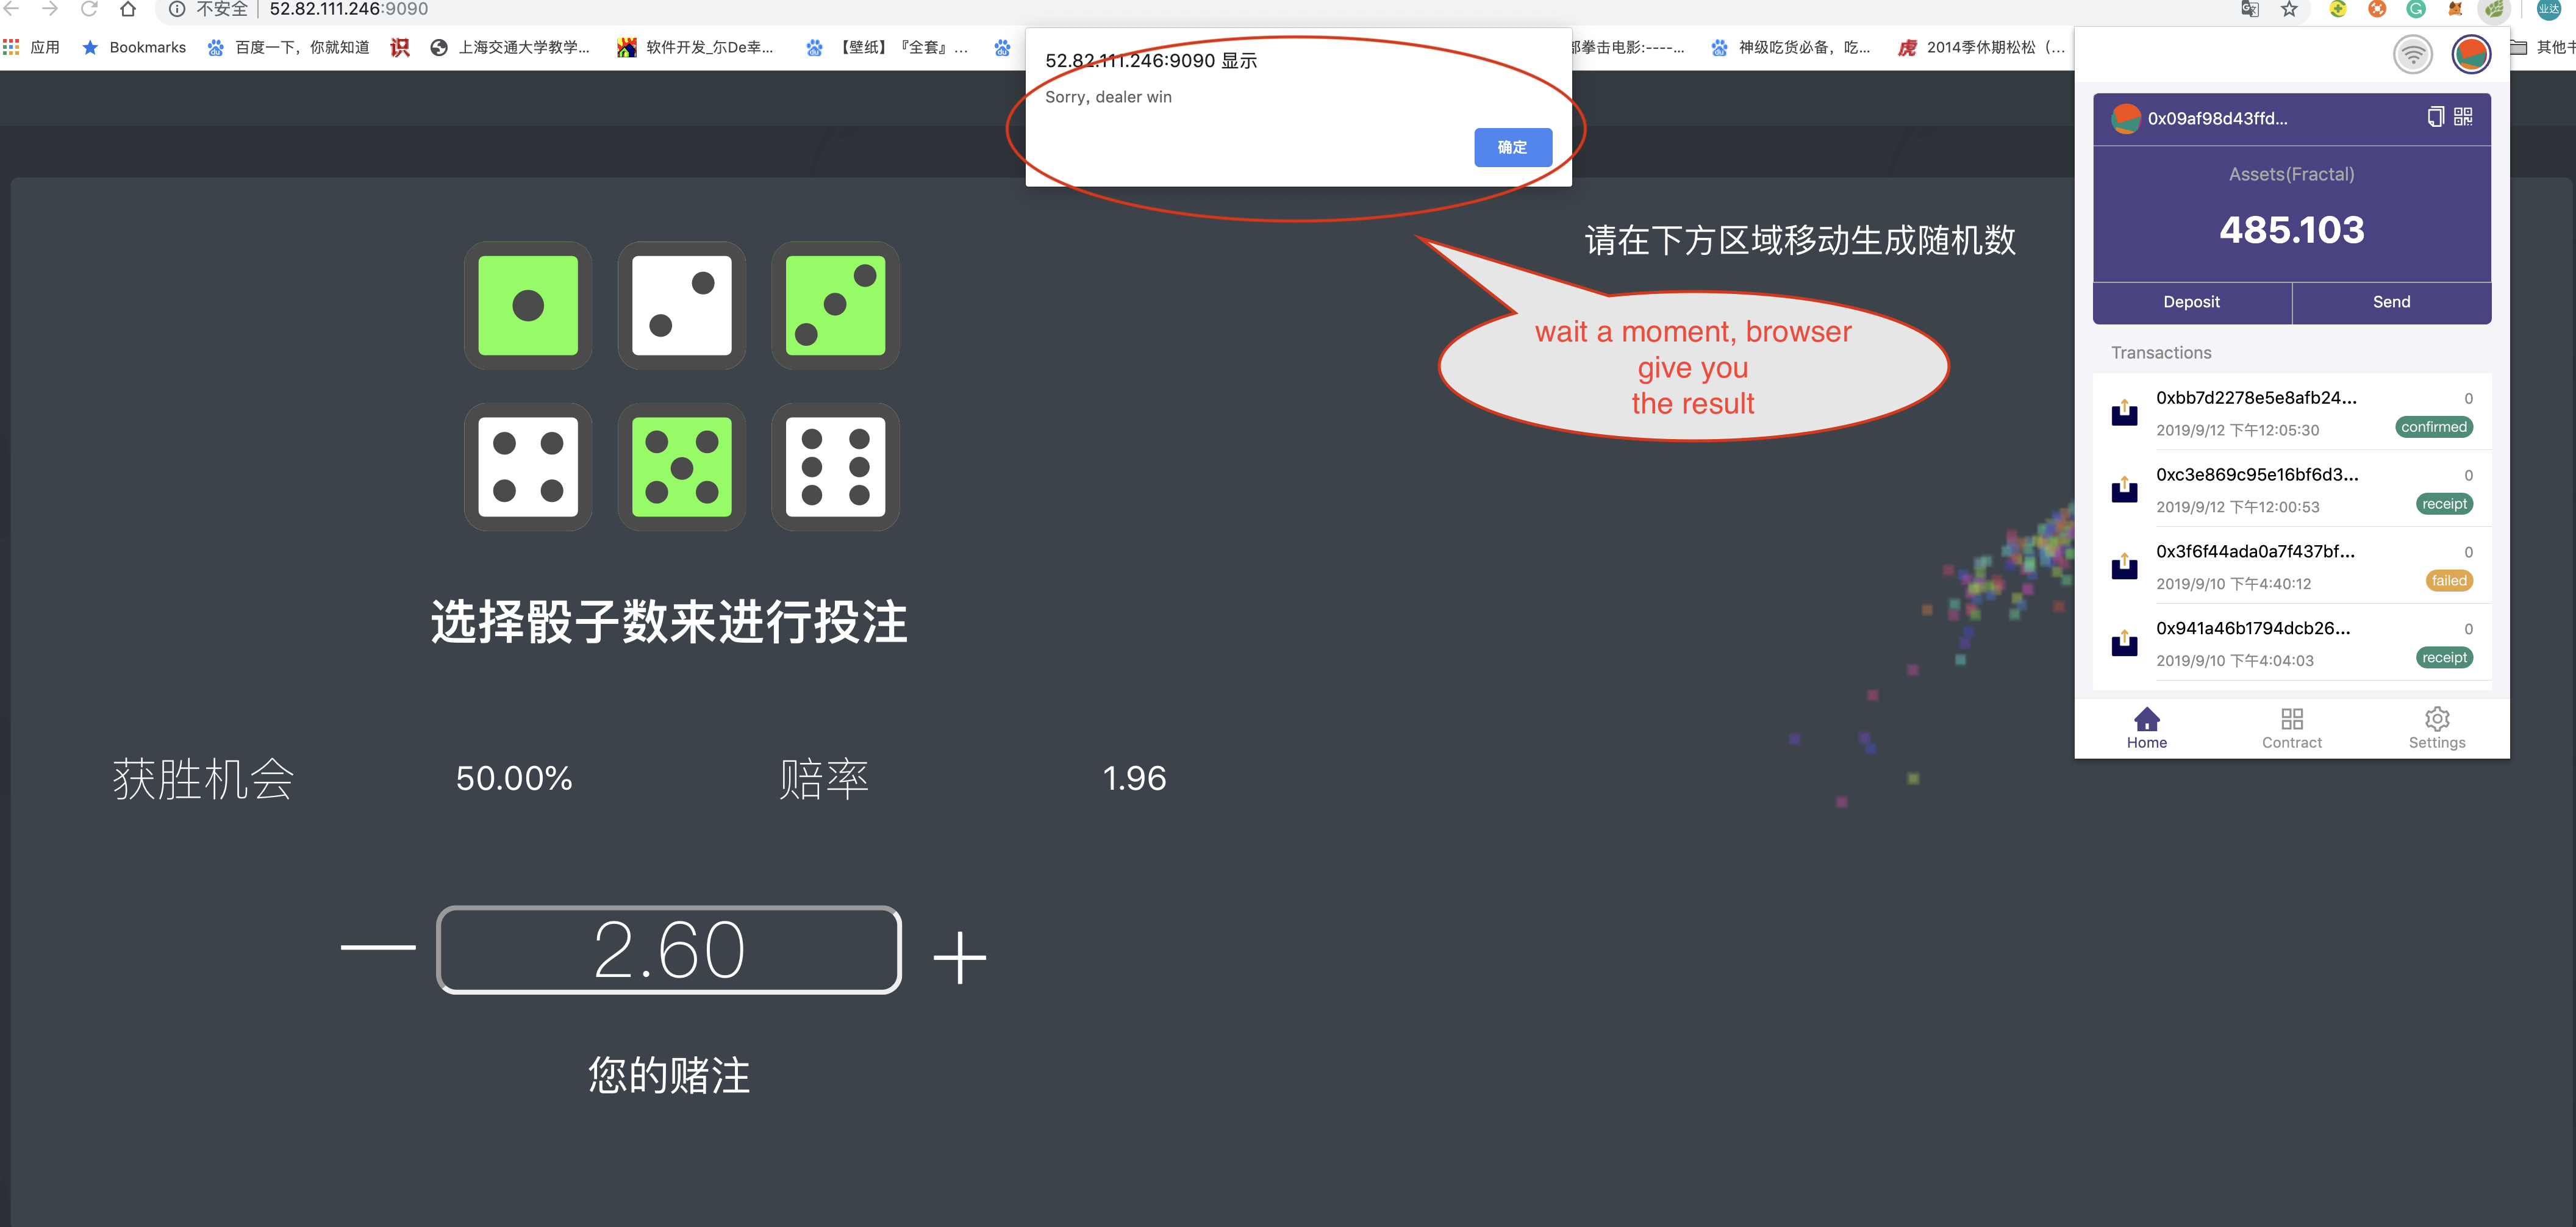 不安全 | 52.82.111.246:9090
应用
Bookmarks
百度一下，你就知道
识
上海交通大学教学...
软件开发_尔De幸...
【壁纸】『全套』...
都拳击电影:----...
神级吃货必备，吃...
虎
2014季休期松松（...
其他书
业达
52.82.111.246:9090 显示
Sorry, dealer win
确定
请在下方区域移动生成随机数
wait a moment, browser
give you
the result
选择骰子数来进行投注
获胜机会
50.00%
赔率
1.96
2.60
您的赌注
0x09af98d43ffd...
Assets(Fractal)
485.103
Deposit
Send
Transactions
0xbb7d2278e5e8afb24...
0
2019/9/12 下午12:05:30
confirmed
0xc3e869c95e16bf6d3...
0
2019/9/12 下午12:00:53
receipt
0x3f6f44ada0a7f437bf...
0
2019/9/10 下午4:40:12
failed
0x941a46b1794dcb26...
0
2019/9/10 下午4:04:03
receipt
Home
Contract
Settings